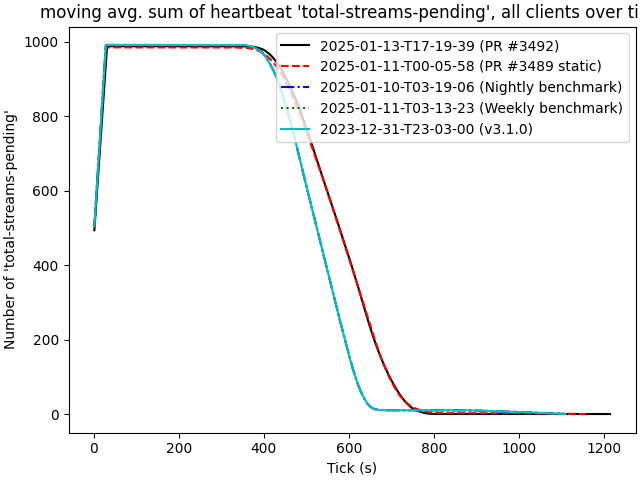 moving avg. sum of heartbeat 'total-streams-pending', all clients over ti
Number of 'total-streams-pending'
1000
800
600
400
200
0
2025-01-13-T17-19-39 (PR #3492)
2025-01-11-T00-05-58 (PR #3489 static)
2025-01-10-T03-19-06 (Nightly benchmark)
2025-01-11-T03-13-23 (Weekly benchmark)
2023-12-31-T23-03-00 (v3.1.0)
0 200 400 600 800 1000 1200
Tick (s)